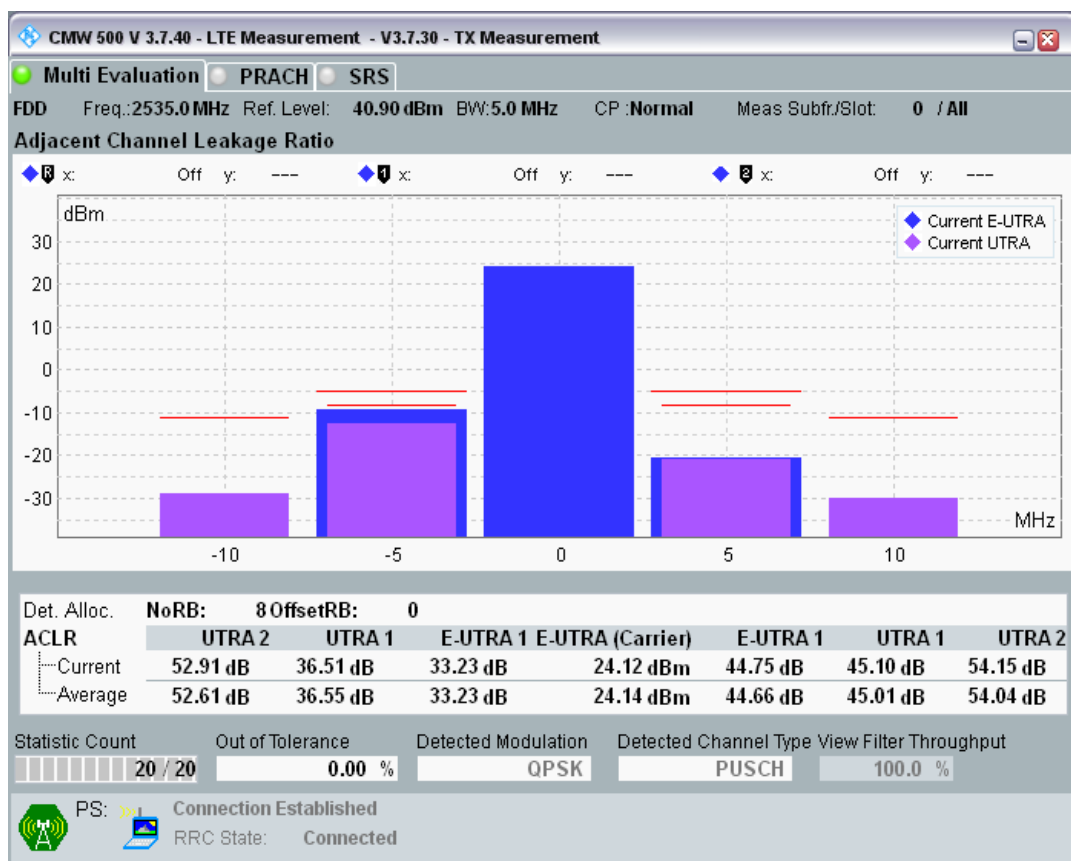 CMW 500 V 3.7.40 - LTE Measurement - V3.7.30 - TX Measurement
Multi Evaluation PRACH SRS
FDD Freq.:2535.0 MHz Ref. Level: 40.90 dBm BW:5.0 MHz CP :Normal Meas Subfr./Slot: 0 / All
Adjacent Channel Leakage Ratio
R x: Off y: --- 1 x: Off y: --- 2 x: Off y: ---
dBm
Current E-UTRA
Current UTRA
30
20
10
0
-10
-20
-30
MHz
-10 -5 0 5 10
Det. Alloc. NoRB: 8 OffsetRB: 0
ACLR UTRA 2 UTRA 1 E-UTRA 1 E-UTRA (Carrier) E-UTRA 1 UTRA 1 UTRA 2
Current 52.91 dB 36.51 dB 33.23 dB 24.12 dBm 44.75 dB 45.10 dB 54.15 dB
Average 52.61 dB 36.55 dB 33.23 dB 24.14 dBm 44.66 dB 45.01 dB 54.04 dB
Statistic Count Out of Tolerance Detected Modulation Detected Channel Type View Filter Throughput
20 / 20 0.00 % QPSK PUSCH 100.0 %
PS: Connection Established
RRC State: Connected